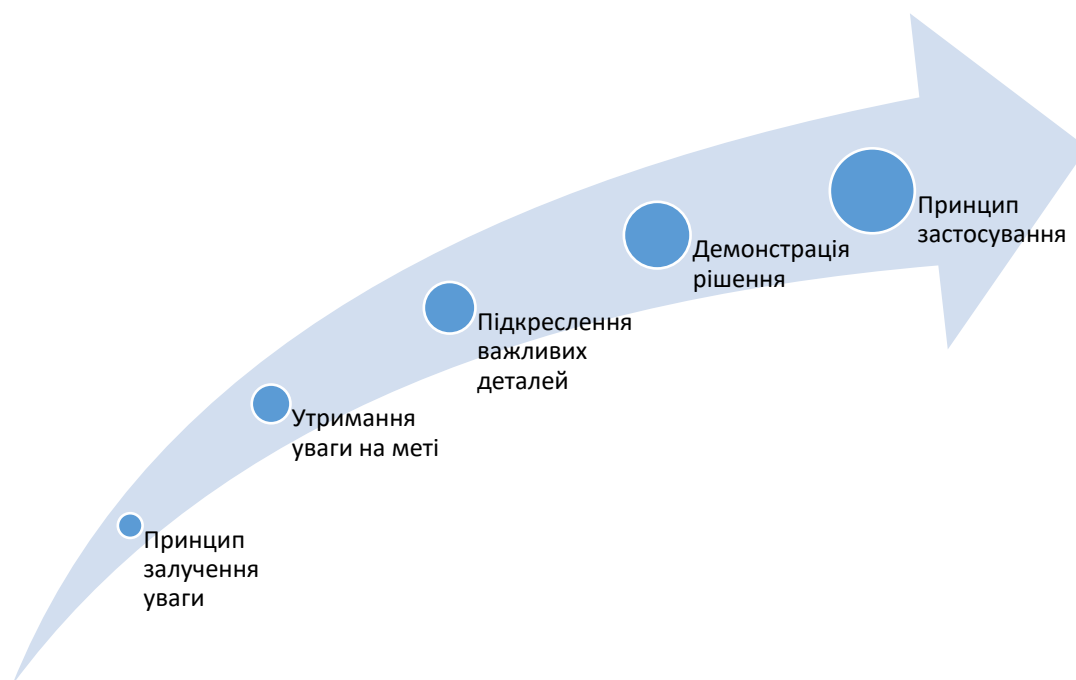 Принцип
залучення
уваги
Утримання
уваги на меті
Підкреслення
важливих
деталей
Демонстрація
рішення
Принцип
застосування